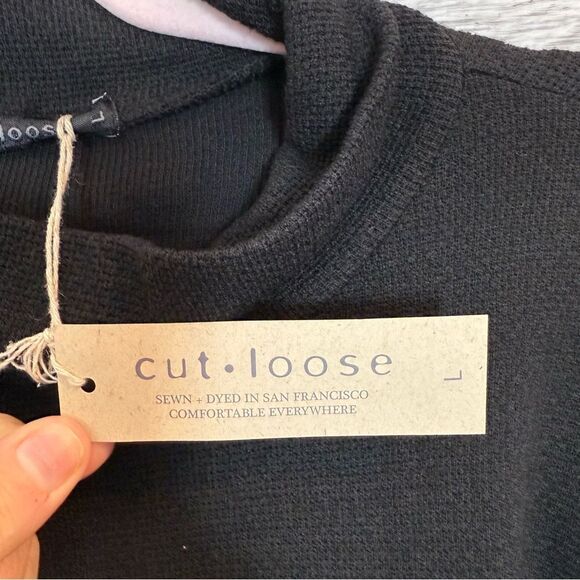 loose
L
cut•loose
SEWN + DYED IN SAN FRANCISCO
COMFORTABLE EVERYWHERE
L